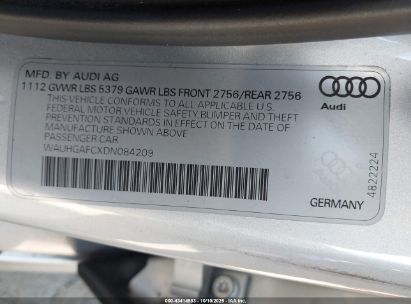 MFD. BY AUDI AG
1112 GVWR LBS 5379 GAWR LBS FRONT 2756/REAR 2756
THIS VEHICLE CONFORMS TO ALL APPLICABLE U.S.
FEDERAL MOTOR VEHICLE SAFETY BUMPER AND THEFT
PREVENTION STANDARDS IN EFFECT ON THE DATE OF
MANUFACTURE SHOWN ABOVE
PASSENGER CAR
WAUHGAFCXDN084209
Audi
4822224
GERMANY